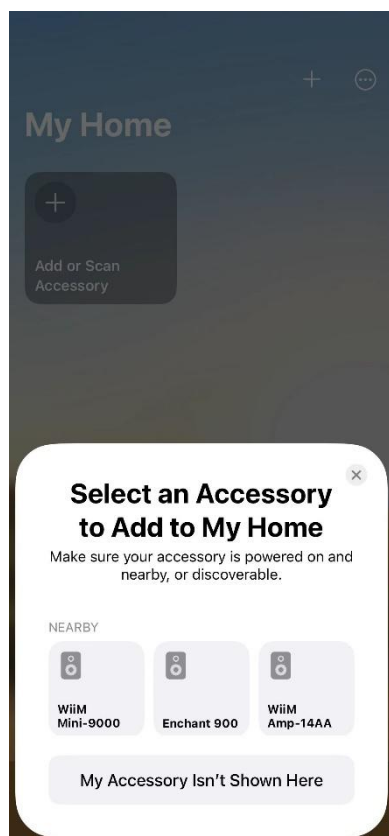 My Home
Add or Scan
Accessory
Select an Accessory
to Add to My Home
Make sure your accessory is powered on and
nearby, or discoverable.
NEARBY
WiiM
Mini-9000
Enchant 900
WiiM
Amp-14AA
My Accessory Isn't Shown Here